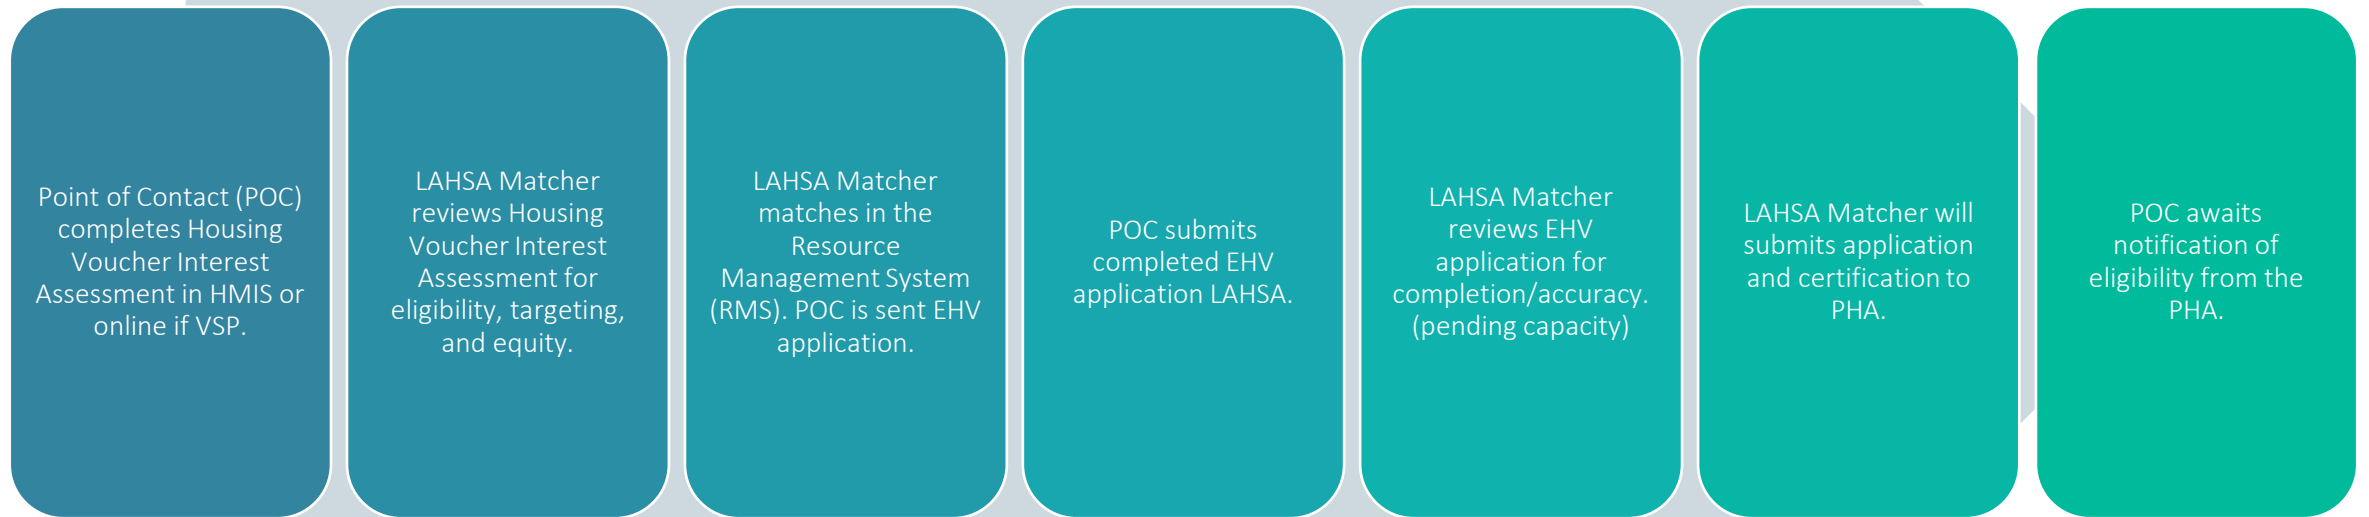 Point of Contact (POC)
completes Housing
Voucher Interest
Assessment in HMIS or
online if VSP.
LAHSA Matcher
reviews Housing
Voucher Interest
Assessment for
eligibility, targeting,
and equity.
LAHSA Matcher
matches in the
Resource
Management System
(RMS). POC is sent EHV
application.
POC submits
completed EHV
application LAHSA.
LAHSA Matcher
reviews EHV
application for
completion/accuracy.
(pending capacity)
LAHSA Matcher will
submits application
and certification to
PHA.
POC awaits
notification of
eligibility from the
PHA.